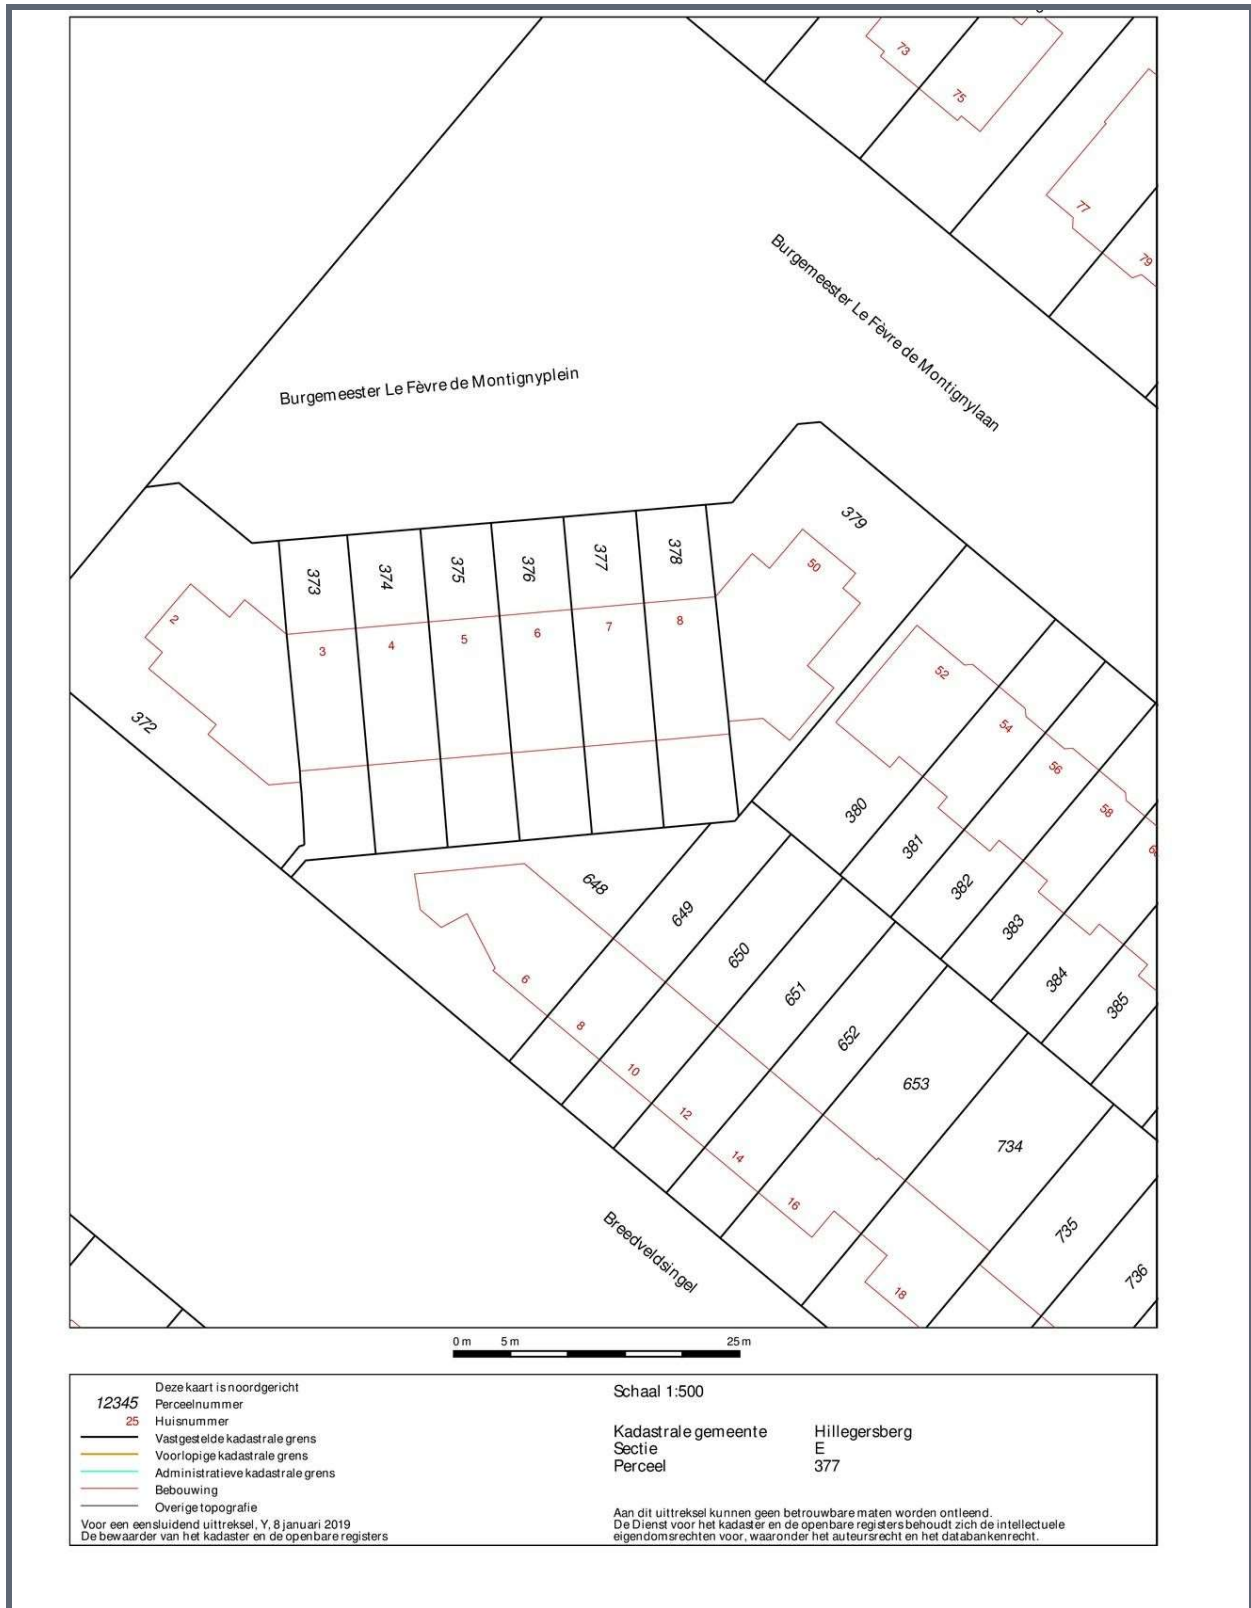 73
75
77
79
Burgemeester Le Fèvre de Montignylaan
Burgemeester Le Fèvre de Montignyplein
379
50
373
374
375
376
377
378
2
3
4
5
6
7
8
372
52
54
56
58
380
381
382
383
384
385
648
649
650
651
652
653
734
735
736
6
8
10
12
14
16
18
Breedveldsingel
0 m 5 m 25 m
Deze kaart is noordgericht
12345 Perceelnummer
25 Huisnummer
Vastgestelde kadastrale grens
Voorlopige kadastrale grens
Administratieve kadastrale grens
Bebouwing
Overige topografie
Voor een eensluidend uittreksel, Y, 8 januari 2019
De bewaarder van het kadaster en de openbare registers
Schaal 1:500
Kadastrale gemeente Hillegersberg
Sectie E
Perceel 377
Aan dit uittreksel kunnen geen betrouwbare maten worden ontleend.
De Dienst voor het kadaster en de openbare registers behoudt zich de intellectuele
eigendomsrechten voor, waaronder het auteursrecht en het databankenrecht.